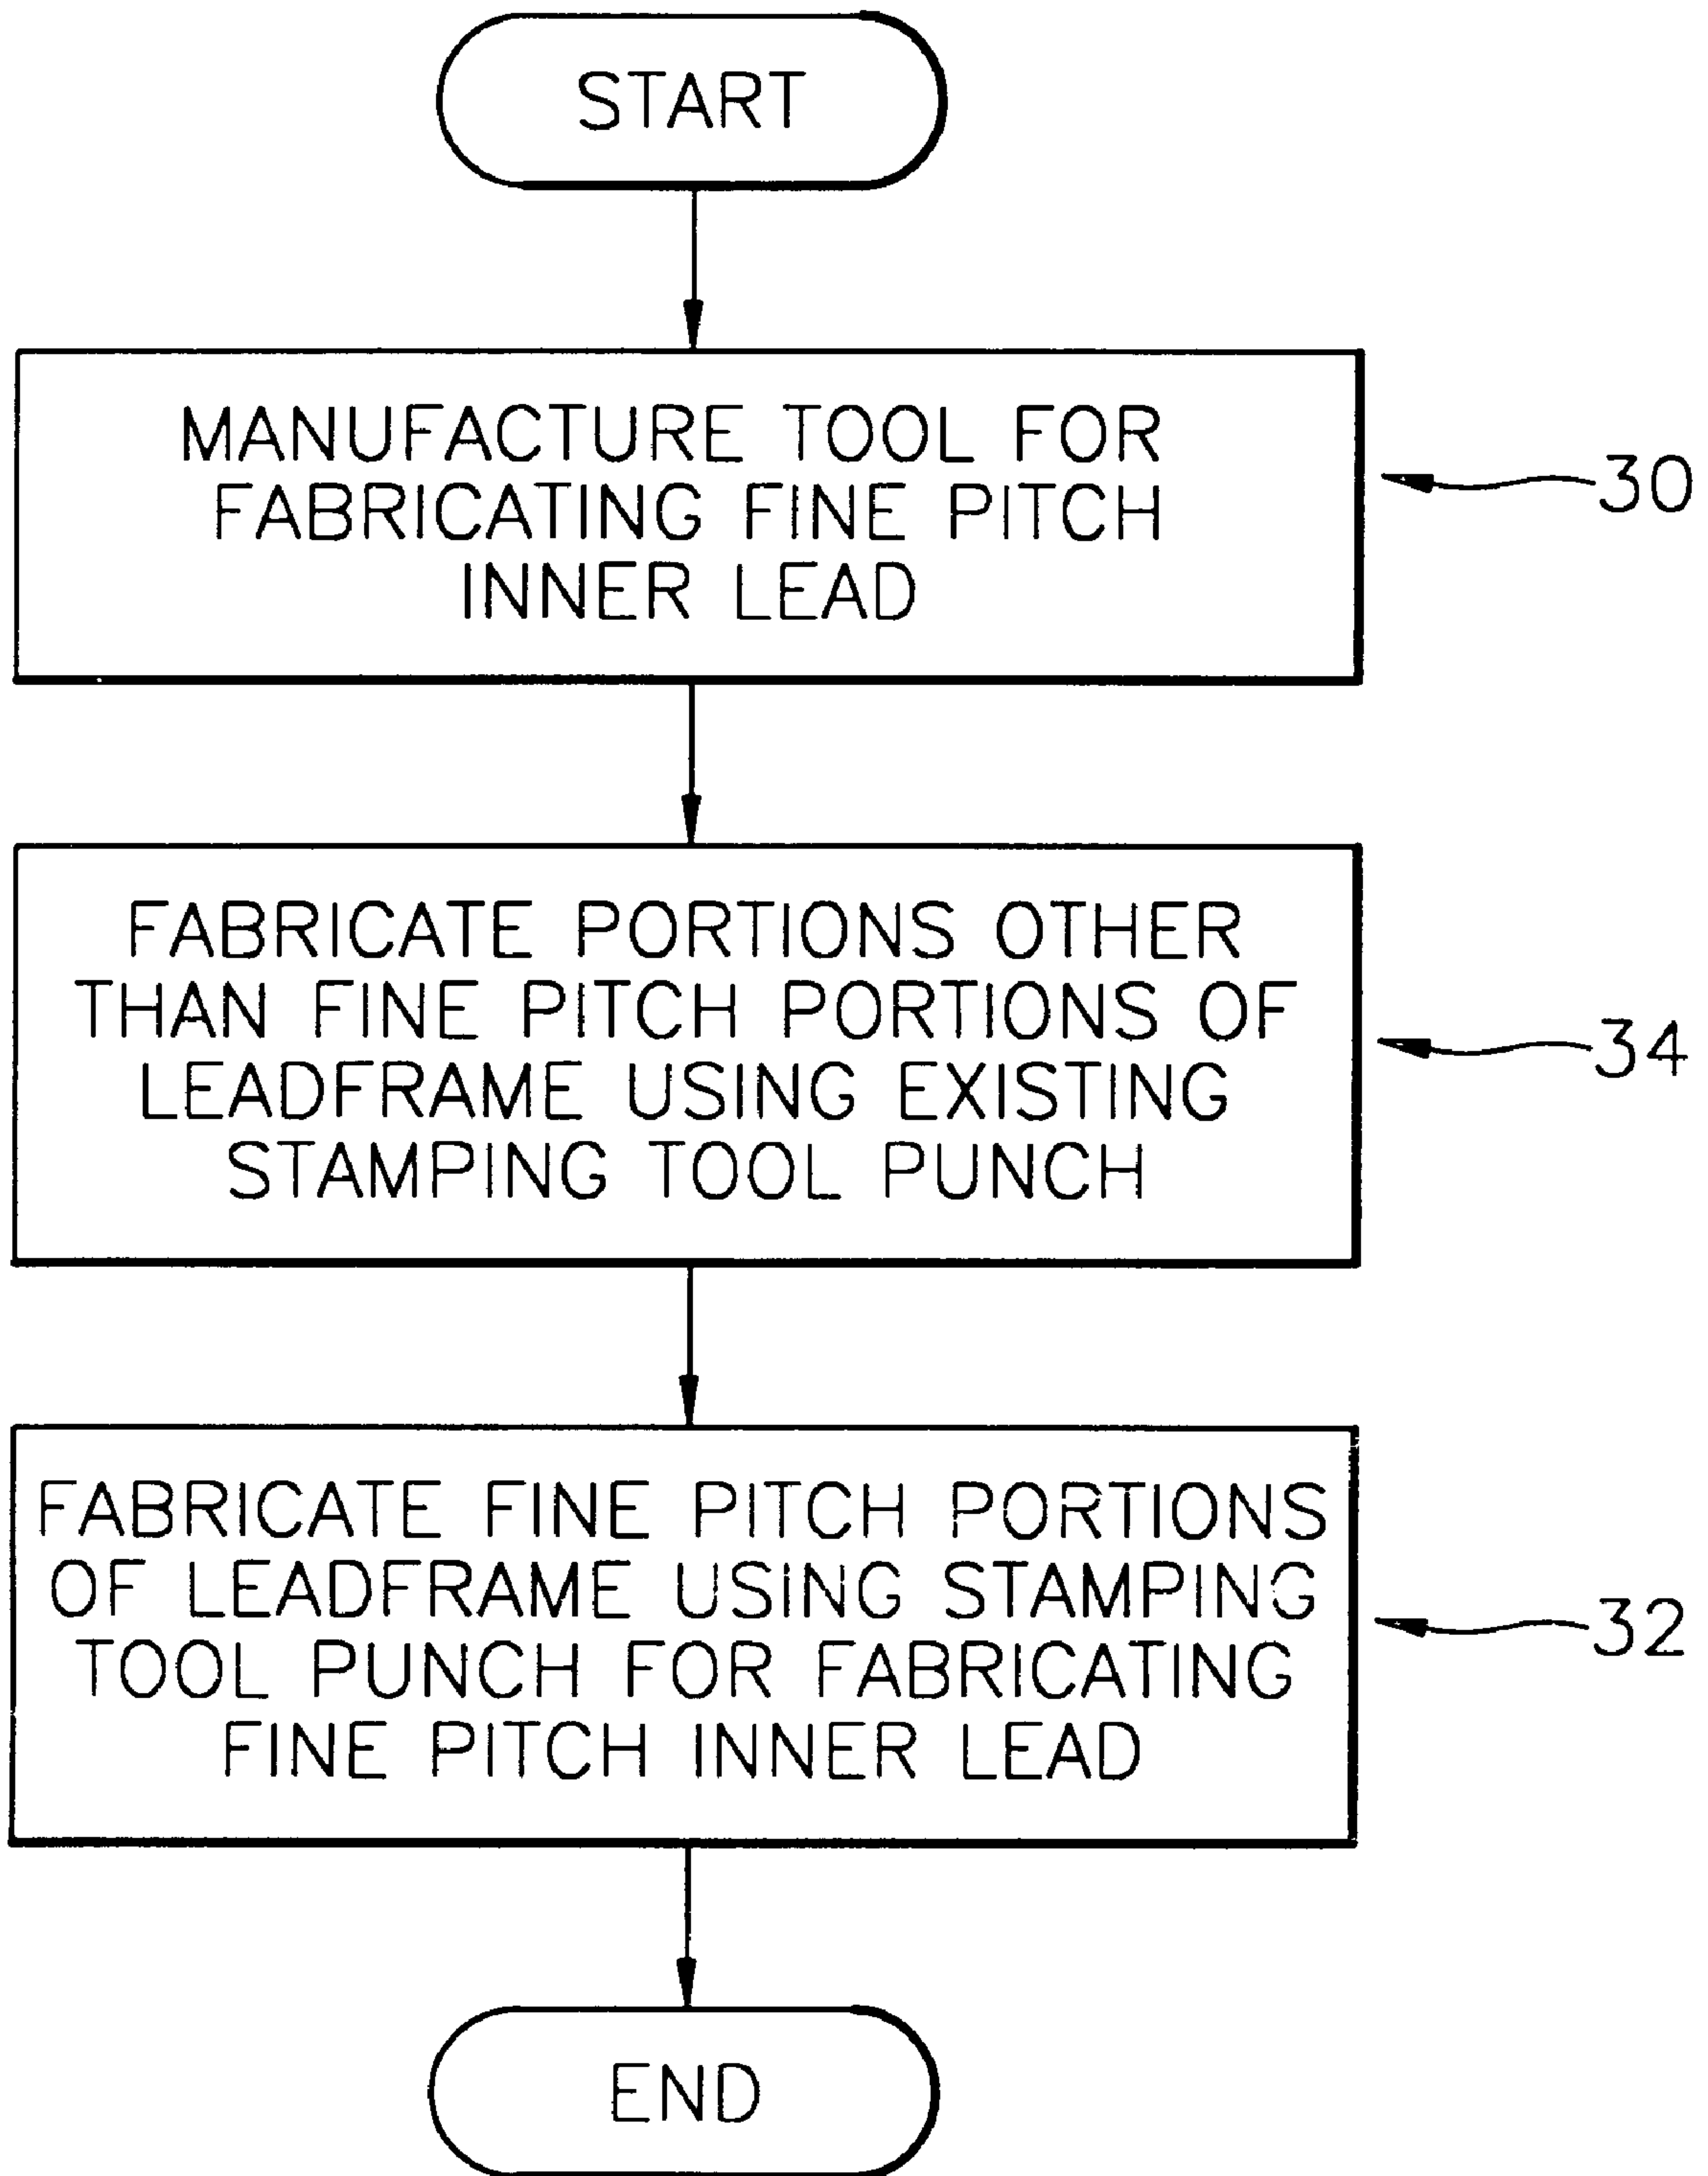 START
MANUFACTURE TOOL FOR
FABRICATING FINE PITCH
INNER LEAD
30
FABRICATE PORTIONS OTHER
THAN FINE PITCH PORTIONS OF
LEADFRAME USING EXISTING
STAMPING TOOL PUNCH
34
FABRICATE FINE PITCH PORTIONS
OF LEADFRAME USING STAMPING
TOOL PUNCH FOR FABRICATING
FINE PITCH INNER LEAD
32
END